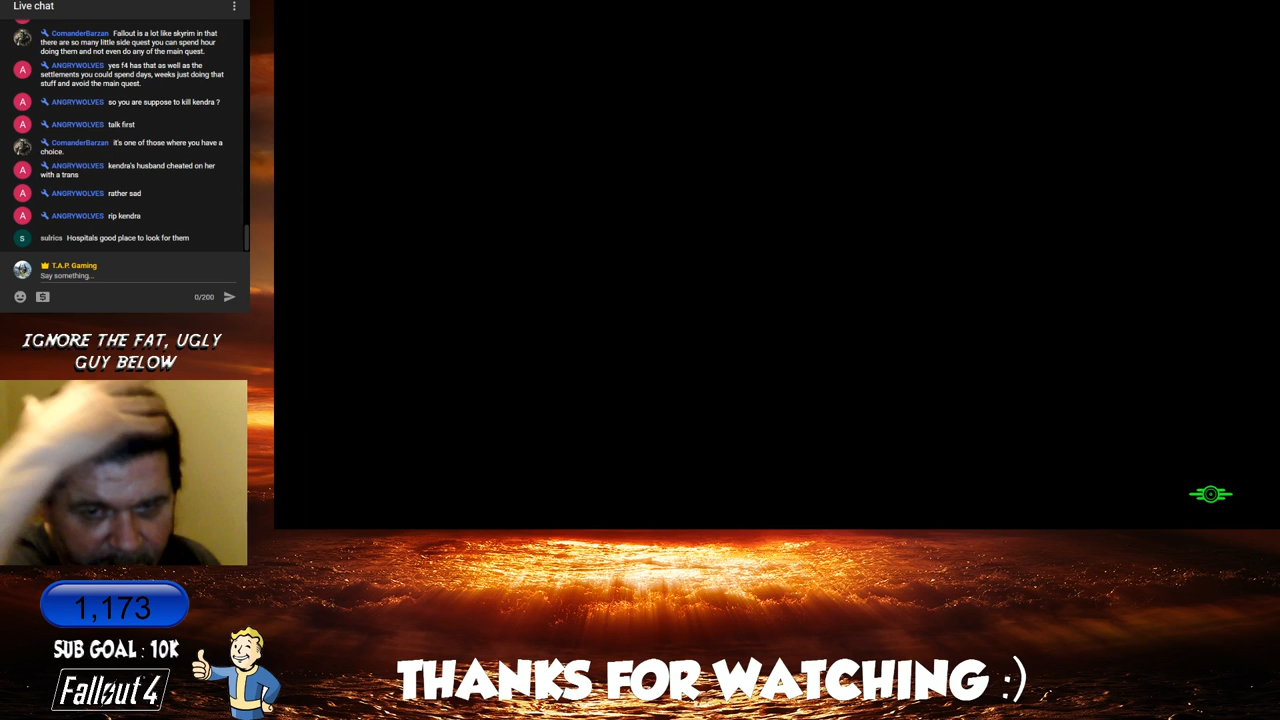 Live chat
ComanderBarzan Fallout is a lot like skyrim in that
there are so many little side quest you can spend hour
doing them and not even do any of the main quest.
ANGRYWOLVES yes f4 has that as well as the
settlements you could spend days, weeks just doing that
stuff and avoid the main quest.
ANGRYWOLVES so you are suppose to kill kendra ?
ANGRYWOLVES talk first
ComanderBarzan it's one of those where you have a
choice.
ANGRYWOLVES kendra's husband cheated on her
with a trans
ANGRYWOLVES rather sad
ANGRYWOLVES rip kendra
sulrics Hospitals good place to look for them
T.A.P. Gaming
Say something...
0/200
IGNORE THE FAT, UGLY
GUY BELOW
1,173
SUB GOAL : 10K
Fallout 4
THANKS FOR WATCHING :)